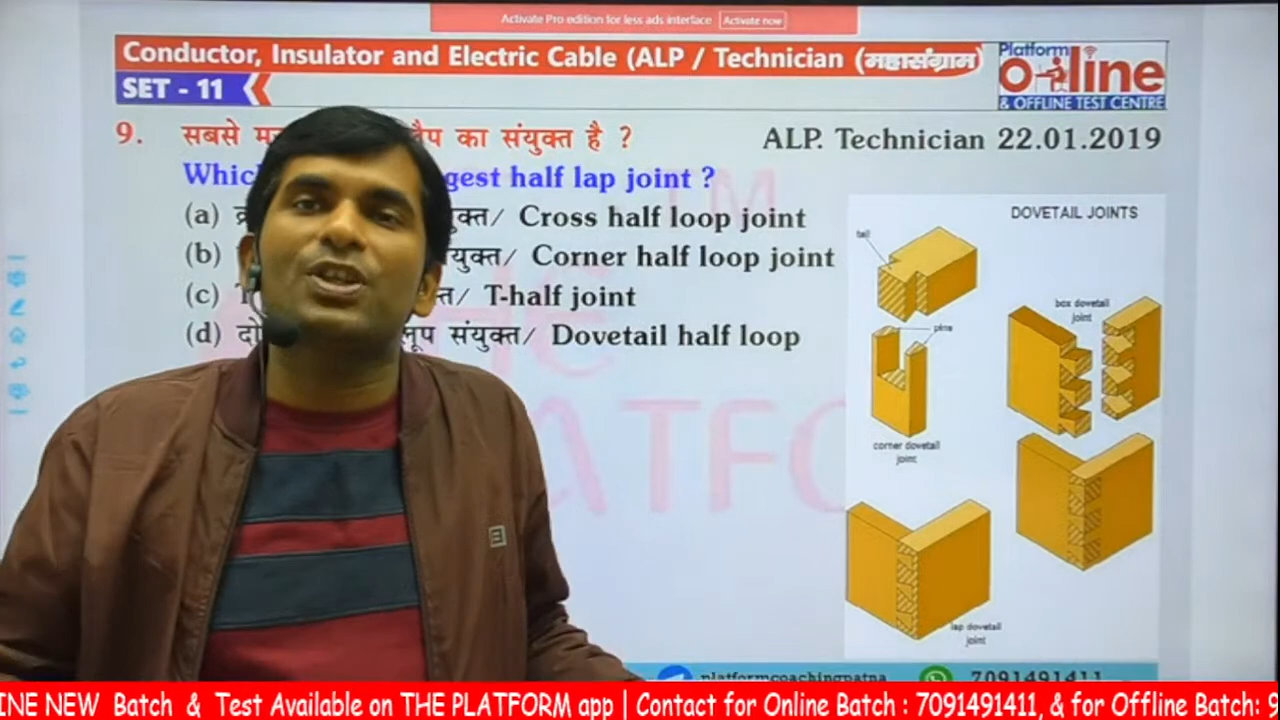 Activate Pro edition for less ads interface Activate now
Conductor, Insulator and Electric Cable (ALP / Technician (महासंग्राम)
Platform
Online
& OFFLINE TEST CENTRE
SET - 11
9. सबसे का संयुक्त है ? ALP. Technician 22.01.2019
half lap joint ?
(a) Cross half loop joint
(b) Corner half loop joint
(c) T-half joint
(d) संयुक्त/ Dovetail half loop
DOVETAIL JOINTS
tail
box dovetail
joint
pins
corner dovetail
joint
lap dovetail
joint
THE
PLATFO
platformcoachingpatna 7091491411
INE NEW Batch & Test Available on THE PLATFORM app | Contact for Online Batch : 7091491411, & for Offline Batch: 9